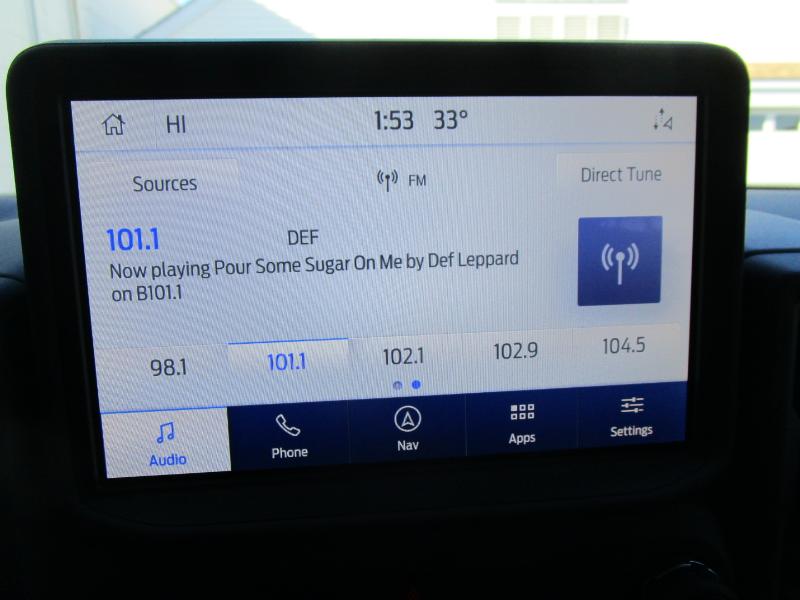 HI 1:53 33°
Sources FM Direct Tune
101.1 DEF
Now playing Pour Some Sugar On Me by Def Leppard
on B101.1
98.1 101.1 102.1 102.9 104.5
Audio Phone Nav Apps Settings